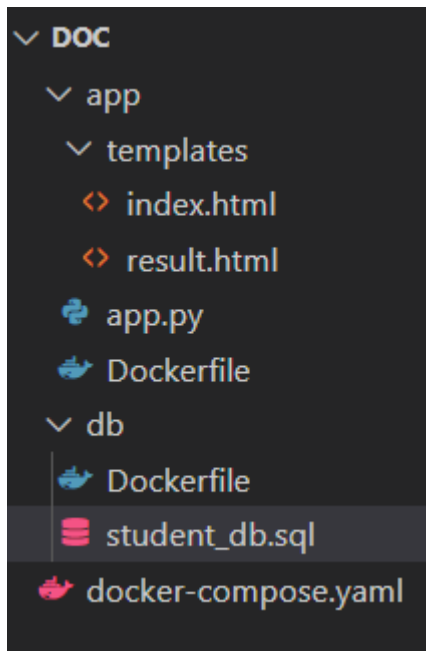 DOC
app
templates
index.html
result.html
app.py
Dockerfile
db
Dockerfile
student_db.sql
docker-compose.yaml